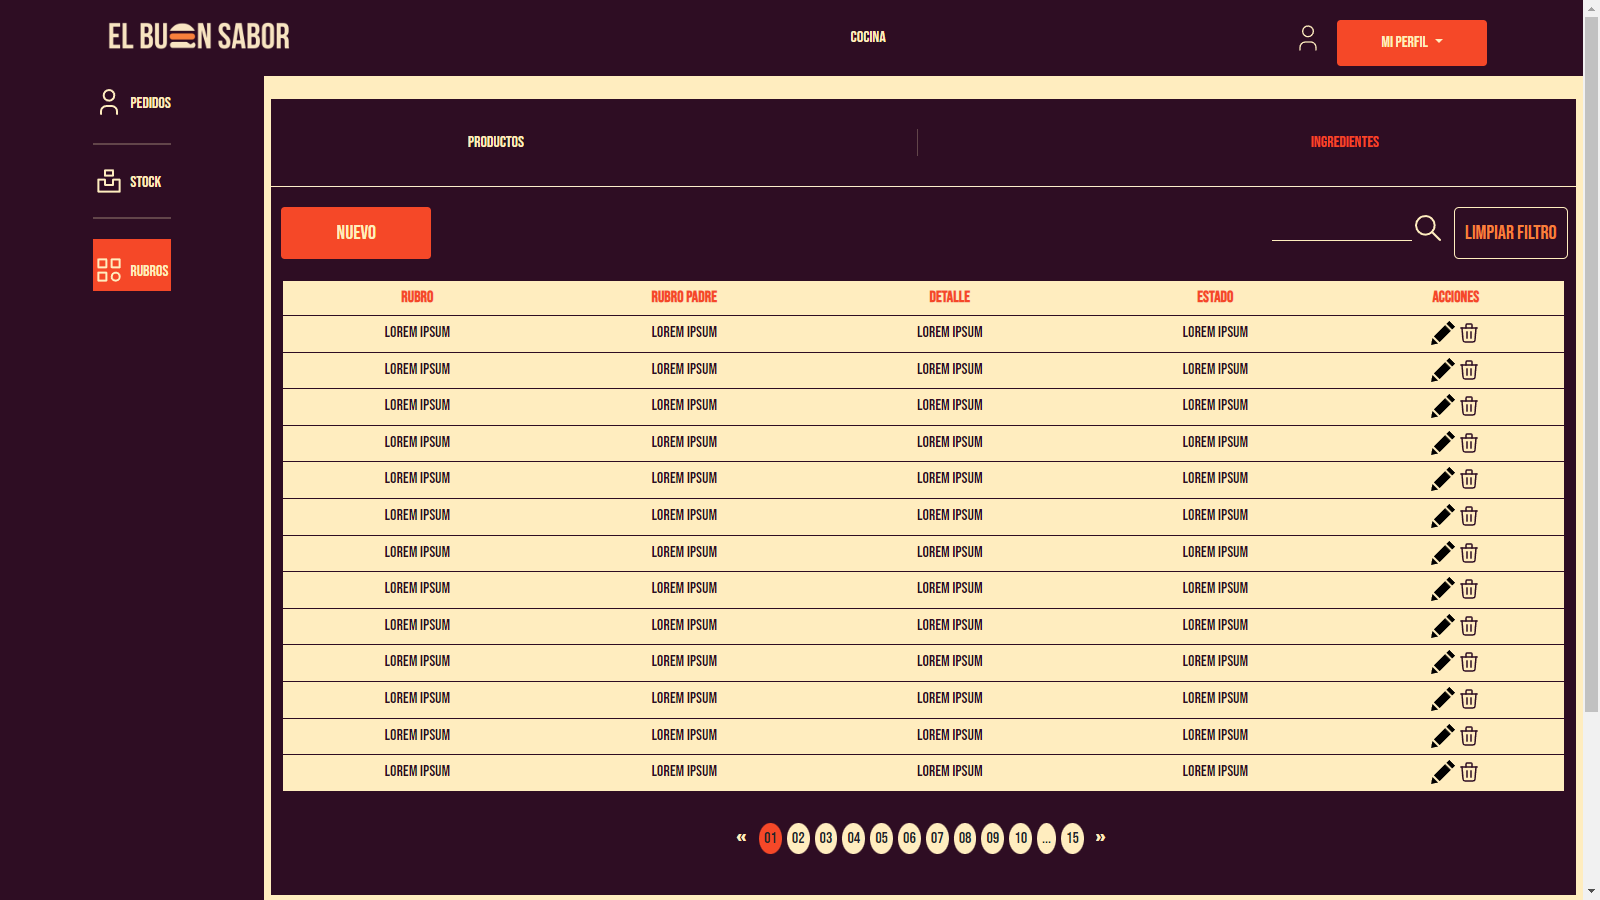 EL BUEN SABOR
COCINA
MI PERFIL
PEDIDOS
STOCK
RUBROS
PRODUCTOS
INGREDIENTES
NUEVO
LIMPIAR FILTRO
RUBRO RUBRO PADRE DETALLE ESTADO ACCIONES
LOREM IPSUM LOREM IPSUM LOREM IPSUM LOREM IPSUM
LOREM IPSUM LOREM IPSUM LOREM IPSUM LOREM IPSUM
LOREM IPSUM LOREM IPSUM LOREM IPSUM LOREM IPSUM
LOREM IPSUM LOREM IPSUM LOREM IPSUM LOREM IPSUM
LOREM IPSUM LOREM IPSUM LOREM IPSUM LOREM IPSUM
LOREM IPSUM LOREM IPSUM LOREM IPSUM LOREM IPSUM
LOREM IPSUM LOREM IPSUM LOREM IPSUM LOREM IPSUM
LOREM IPSUM LOREM IPSUM LOREM IPSUM LOREM IPSUM
LOREM IPSUM LOREM IPSUM LOREM IPSUM LOREM IPSUM
LOREM IPSUM LOREM IPSUM LOREM IPSUM LOREM IPSUM
LOREM IPSUM LOREM IPSUM LOREM IPSUM LOREM IPSUM
LOREM IPSUM LOREM IPSUM LOREM IPSUM LOREM IPSUM
LOREM IPSUM LOREM IPSUM LOREM IPSUM LOREM IPSUM
« 01 02 03 04 05 06 07 08 09 10 ... 15 »